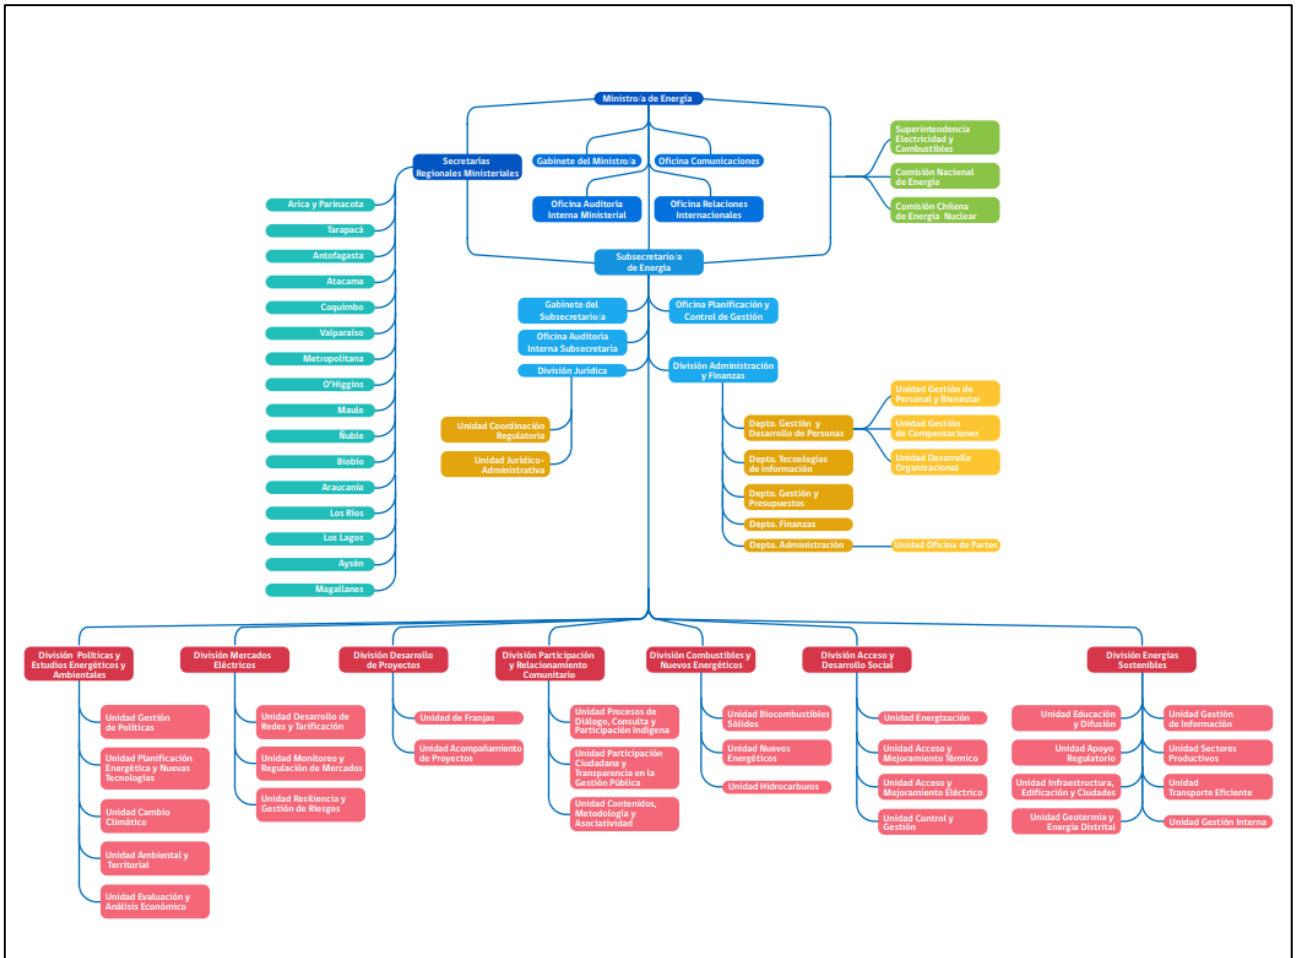 Ministro/a de Energía
Gabinete del Ministro/a
Oficina Comunicaciones
Oficina Auditoría
Interna Ministerial
Oficina Relaciones
Internacionales
Secretarías
Regionales Ministeriales
Superintendencia
Electricidad y
Combustibles
Comisión Nacional
de Energía
Comisión Chilena
de Energía Nuclear
Arica y Parinacota
Tarapacá
Antofagasta
Atacama
Coquimbo
Valparaíso
Metropolitana
O'Higgins
Maule
Ñuble
Biobío
Araucanía
Los Ríos
Los Lagos
Aysén
Magallanes
Subsecretario/a
de Energía
Gabinete del
Subsecretario/a
Oficina Planificación y
Control de Gestión
Oficina Auditoría
Interna Subsecretaría
División Jurídica
División Administración
y Finanzas
Unidad Coordinación
Regulatoria
Unidad Jurídico-
Administrativa
Depto. Gestión y
Desarrollo de Personas
Depto. Tecnologías
de Información
Depto. Gestión y
Presupuestos
Depto. Finanzas
Depto. Administración
Unidad Gestión de
Personal y Bienestar
Unidad Gestión
de Compensaciones
Unidad Desarrollo
Organizacional
Unidad Oficina de Partes
División Políticas y
Estudios Energéticos y
Ambientales
Unidad Gestión
de Políticas
Unidad Planificación
Energética y Nuevas
Tecnologías
Unidad Cambio
Climático
Unidad Ambiental y
Territorial
Unidad Evaluación y
Análisis Económico
División Mercados
Eléctricos
Unidad Desarrollo de
Redes y Tarificación
Unidad Monitoreo y
Regulación de Mercados
Unidad Resiliencia y
Gestión de Riesgos
División Desarrollo
de Proyectos
Unidad de Franjas
Unidad Acompañamiento
de Proyectos
División Participación
y Relacionamiento
Comunitario
Unidad Procesos de
Diálogo, Consulta y
Participación Indígena
Unidad Participación
Ciudadana y
Transparencia en la
Gestión Pública
Unidad Contenidos,
Metodología y
Asociatividad
División Combustibles y
Nuevos Energéticos
Unidad Biocombustibles
Sólidos
Unidad Nuevos
Energéticos
Unidad Hidrocarburos
División Acceso y
Desarrollo Social
Unidad Energización
Unidad Acceso y
Mejoramiento Térmico
Unidad Acceso y
Mejoramiento Eléctrico
Unidad Control y
Gestión
División Energías
Sostenibles
Unidad Educación
y Difusión
Unidad Apoyo
Regulatorio
Unidad Infraestructura,
Edificación y Ciudades
Unidad Geotermia y
Energía Distrital
Unidad Gestión
de Información
Unidad Sectores
Productivos
Unidad
Transporte Eficiente
Unidad Gestión Interna